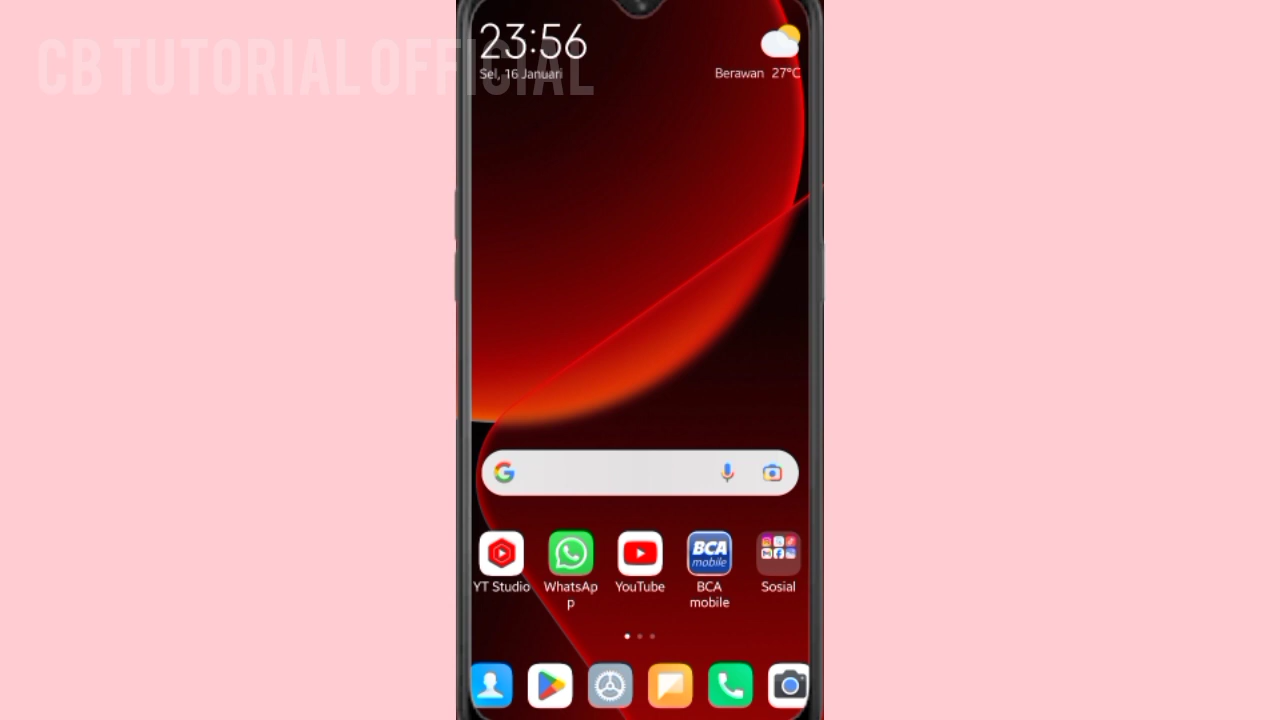 CB TUTORIAL OFFICIAL
23:56
Sel, 16 Januari
Berawan 27°C
BCA
mobile
YT Studio
WhatsAp
p
YouTube
BCA
mobile
Sosial